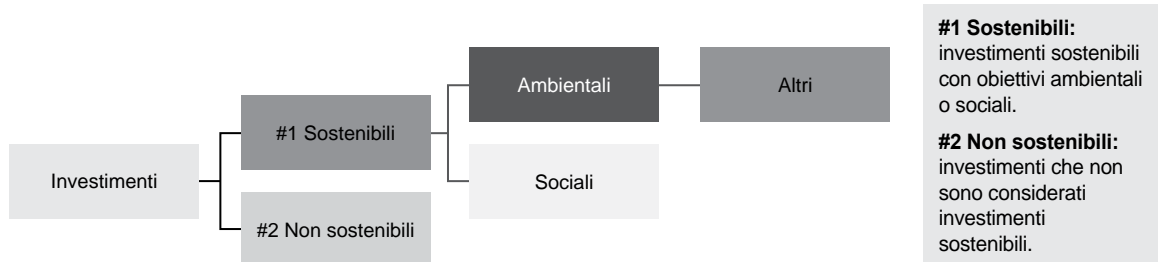 Investimenti
#1 Sostenibili
#2 Non sostenibili
Ambientali
Sociali
Altri
#1 Sostenibili:
investimenti sostenibili
con obiettivi ambientali
o sociali.
#2 Non sostenibili:
investimenti che non
sono considerati
investimenti
sostenibili.